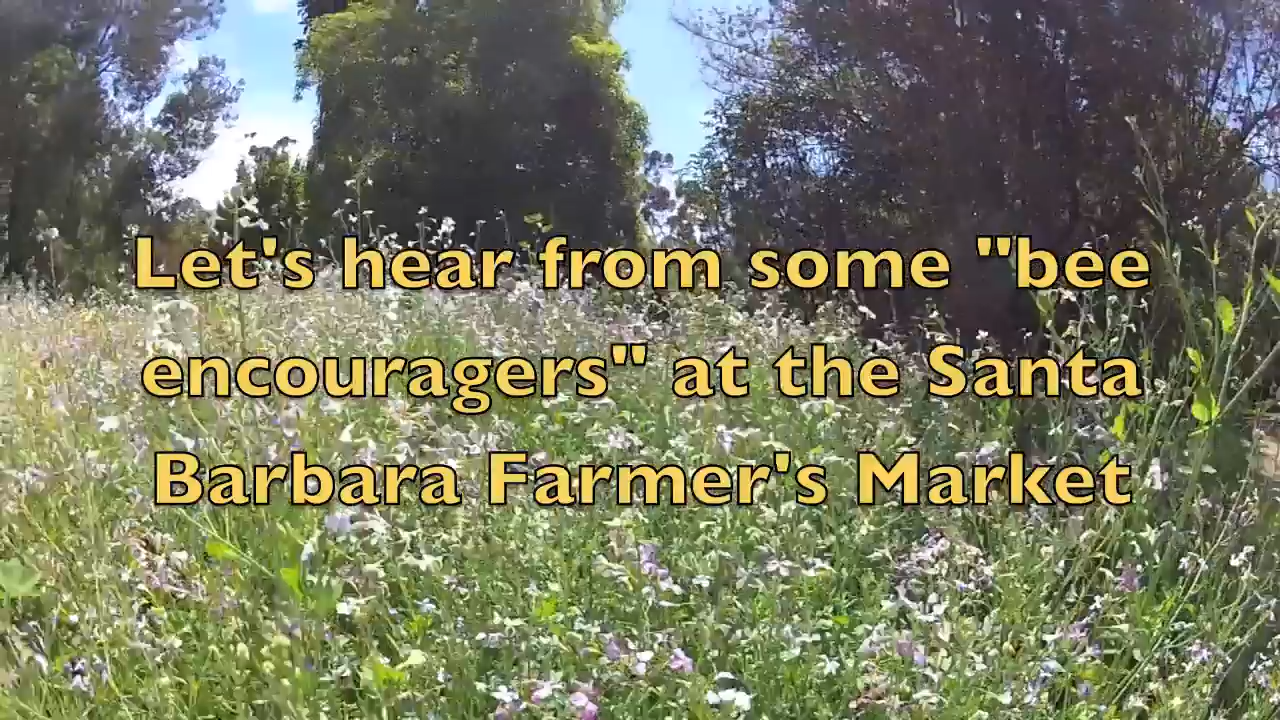 Let's hear from some "bee
encouragers" at the Santa
Barbara Farmer's Market